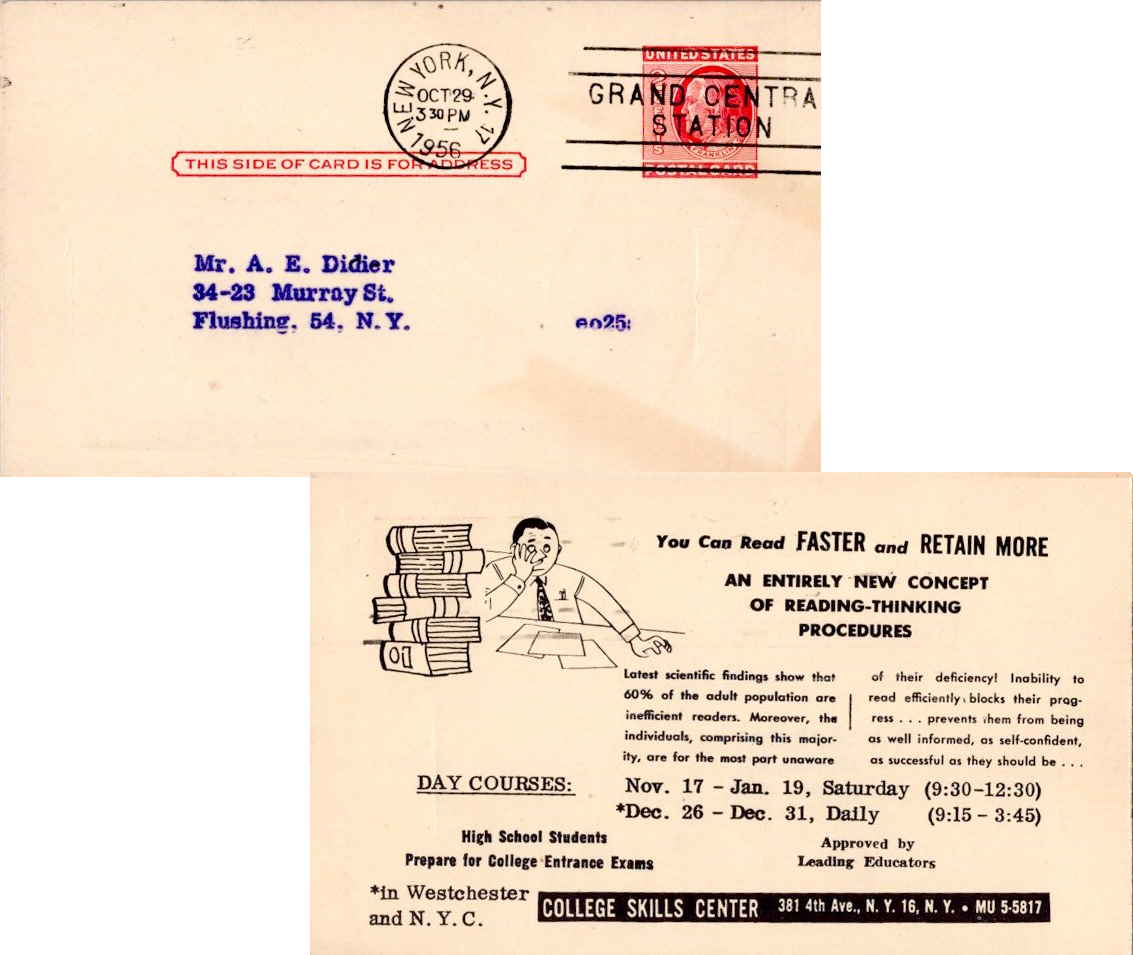 NEW YORK, N.Y. 17
OCT 29
3 30 PM
1956
UNITED STATES
GRAND CENTRA
STATION
FRANKLIN
POSTAL CARD
THIS SIDE OF CARD IS FOR ADDRESS
Mr. A. E. Didier
34-23 Murray St.
Flushing, 54, N. Y.
You Can Read FASTER and RETAIN MORE
AN ENTIRELY NEW CONCEPT
OF READING-THINKING
PROCEDURES
Latest scientific findings show that
60% of the adult population are
inefficient readers. Moreover, the
individuals, comprising this major-
ity, are for the most part unaware
of their deficiency! Inability to
read efficiently blocks their prog-
ress . . . prevents them from being
as well informed, as self-confident,
as successful as they should be . . .
DAY COURSES:
Nov. 17 - Jan. 19, Saturday (9:30-12:30)
*Dec. 26 - Dec. 31, Daily (9:15 - 3:45)
High School Students
Prepare for College Entrance Exams
Approved by
Leading Educators
*in Westchester
and N. Y. C.
COLLEGE SKILLS CENTER 381 4th Ave., N. Y. 16, N. Y. • MU 5-5817